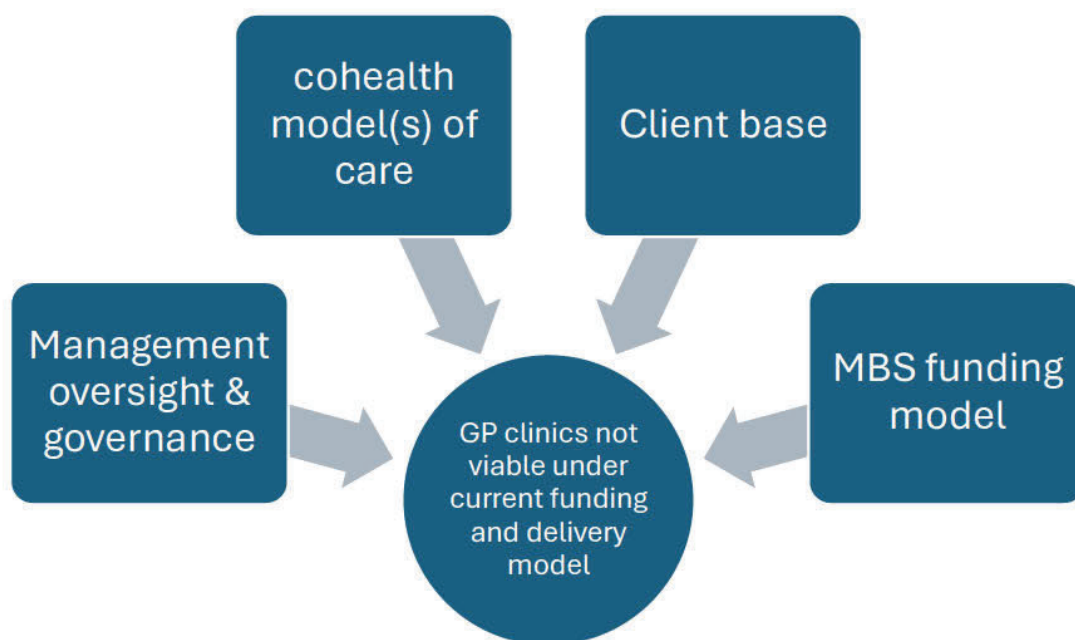 cohealth
model(s) of
care
Client base
Management
oversight &
governance
MBS funding
model
GP clinics not
viable under
current funding
and delivery
model